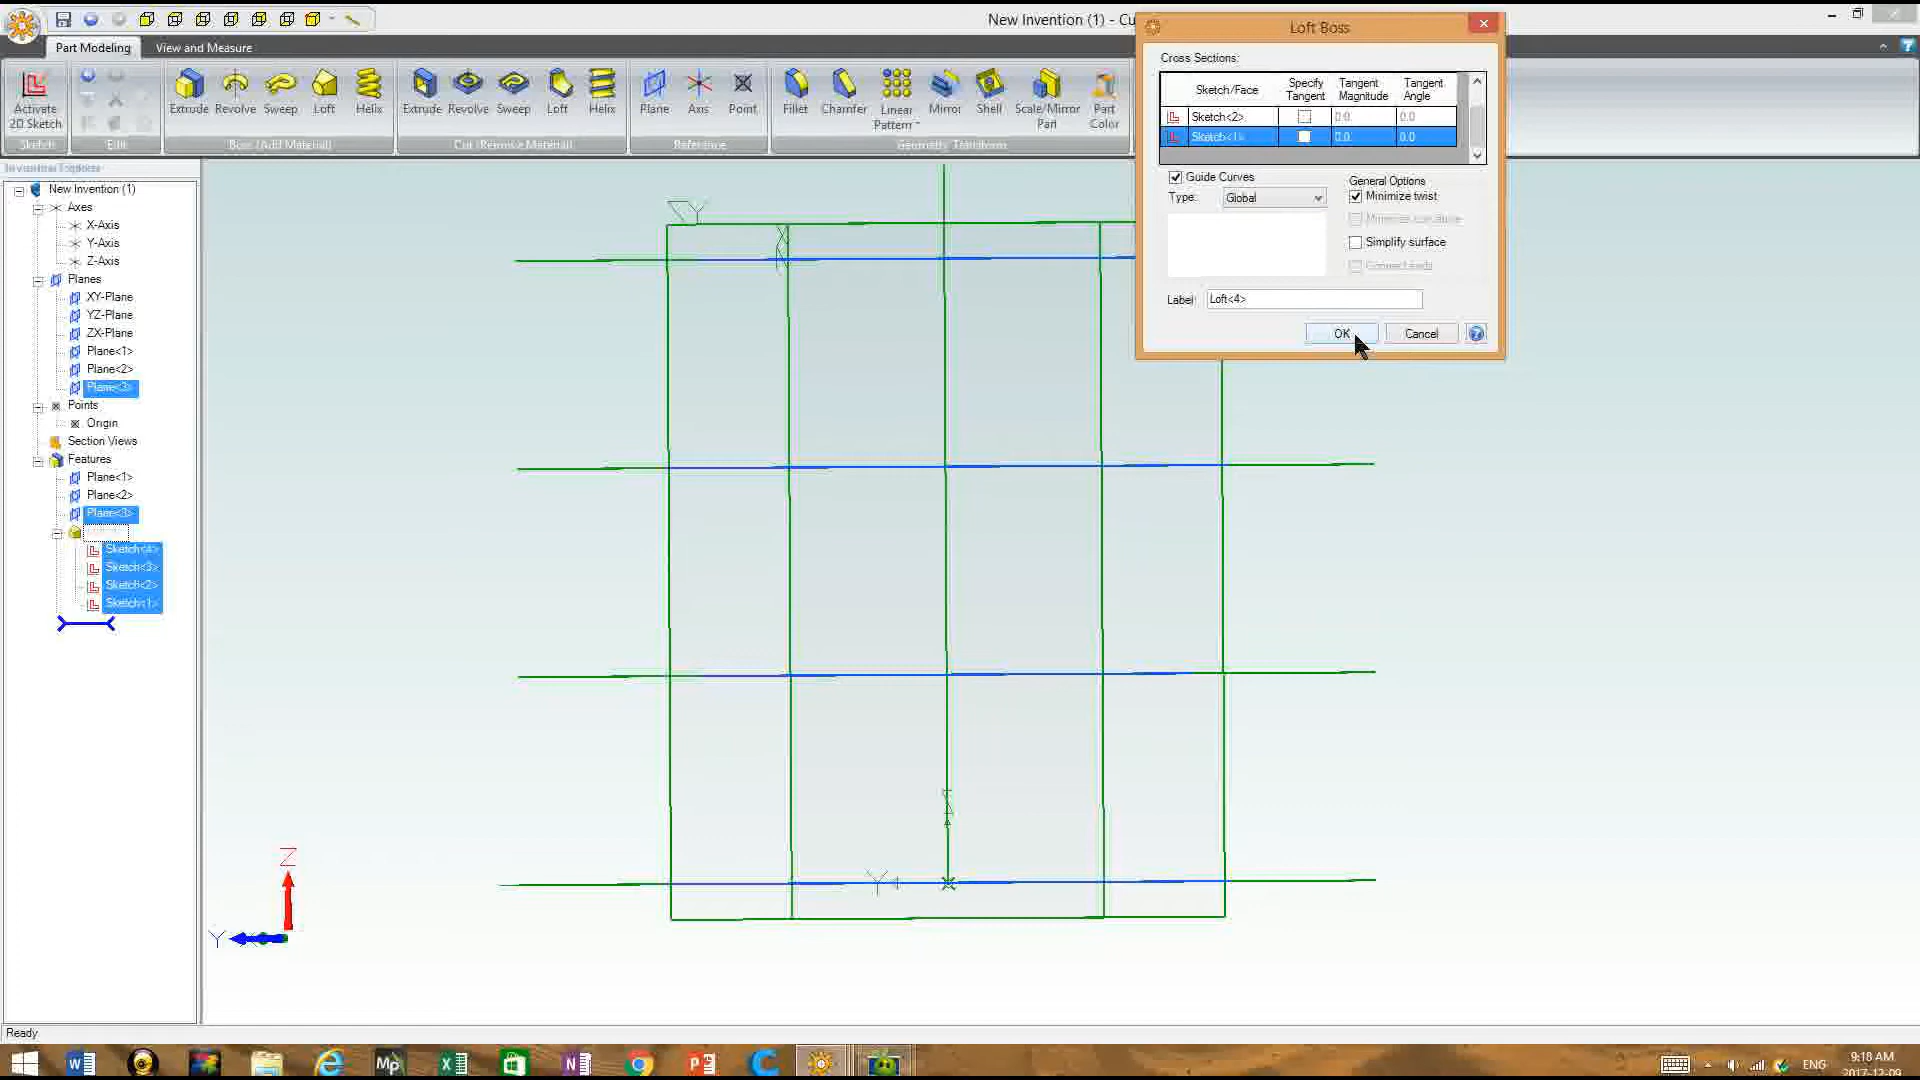 New Invention (1) - Cu
Loft Boss
Part Modeling
View and Measure
Activate
2D Sketch
Extrude
Revolve
Sweep
Loft
Helix
Extrude
Revolve
Sweep
Loft
Helix
Plane
Axis
Point
Fillet
Chamfer
Linear
Pattern
Mirror
Shell
Scale/Mirror
Part
Part
Color
Sketch
Edit
Boss (Add Material)
Cut (Remove Material)
Reference
Geometry Transform
Cross Sections:
Sketch/Face
Specify
Tangent
Tangent
Magnitude
Tangent
Angle
Sketch<2>
0.0
0.0
Sketch<1>
0.0
0.0
Guide Curves
Type:
Global
General Options
Minimize twist
Simplify surface
Label:
Loft<4>
OK
Cancel
Invention Explorer
New Invention (1)
Axes
X-Axis
Y-Axis
Z-Axis
Planes
XY-Plane
YZ-Plane
ZX-Plane
Plane<1>
Plane<2>
Plane<3>
Points
Origin
Section Views
Features
Plane<1>
Plane<2>
Plane<3>
Sketch<4>
Sketch<3>
Sketch<2>
Sketch<1>
Y
Z
Y
Ready
ENG
9:18 AM
2017-12-09